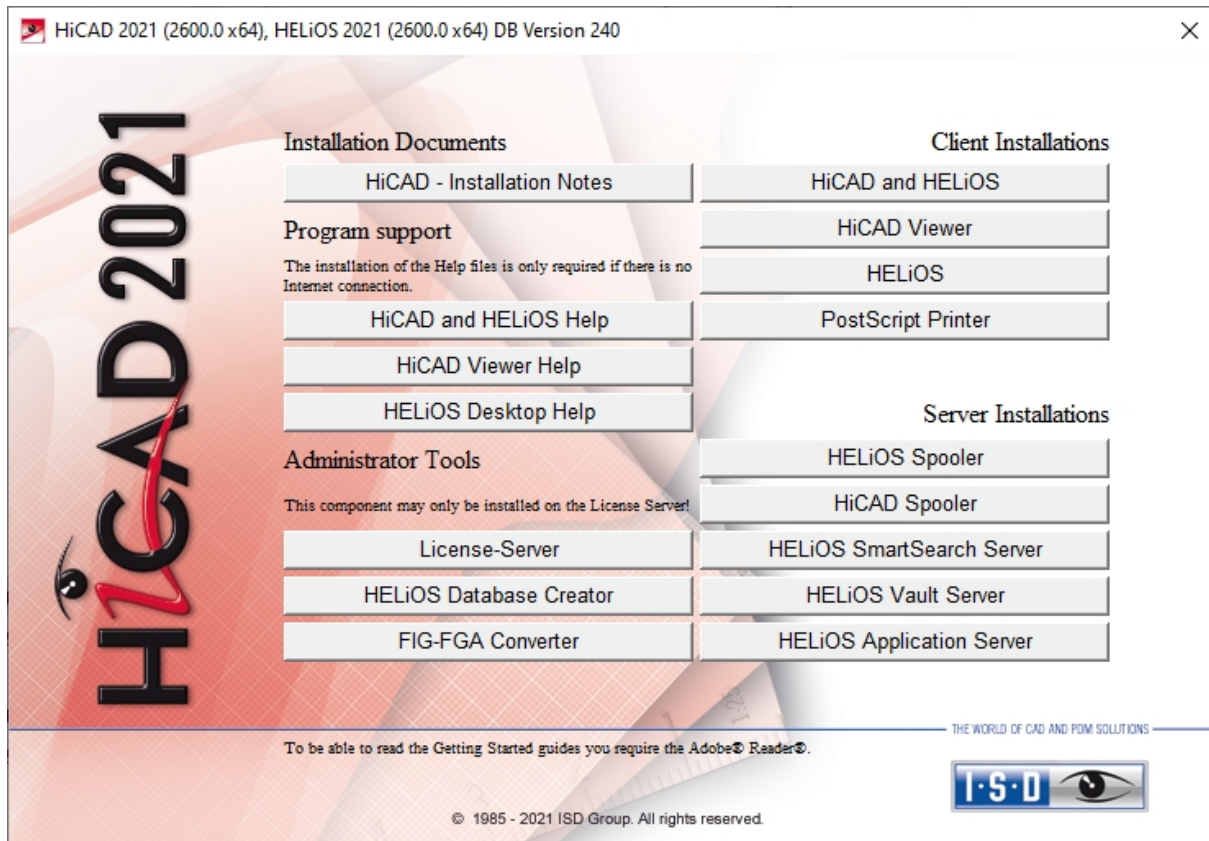 HiCAD 2021 (2600.0 x64), HELiOS 2021 (2600.0 x64) DB Version 240
HiCAD 2021
Installation Documents
HiCAD - Installation Notes
Program support
The installation of the Help files is only required if there is no
Internet connection.
HiCAD and HELiOS Help
HiCAD Viewer Help
HELiOS Desktop Help
Administrator Tools
This component may only be installed on the License Server!
License-Server
HELiOS Database Creator
FIG-FGA Converter
Client Installations
HiCAD and HELiOS
HiCAD Viewer
HELiOS
PostScript Printer
Server Installations
HELiOS Spooler
HiCAD Spooler
HELiOS SmartSearch Server
HELiOS Vault Server
HELiOS Application Server
1:25
THE WORLD OF CAD AND PDM SOLUTIONS
To be able to read the Getting Started guides you require the Adobe® Reader®.
I·S·D
© 1985 - 2021 ISD Group. All rights reserved.